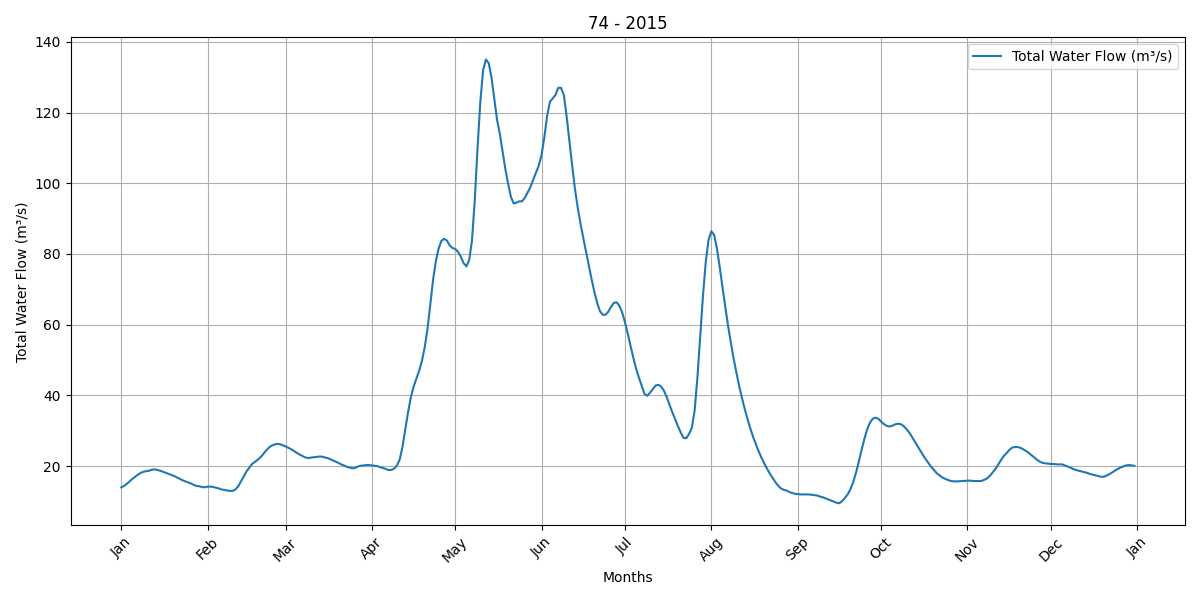 74 - 2015
Total Water Flow (m³/s)
140
120
100
80
60
40
20
Total Water Flow (m³/s)
Jan
Feb
Mar
Apr
May
Jun
Jul
Aug
Sep
Oct
Nov
Dec
Jan
Months